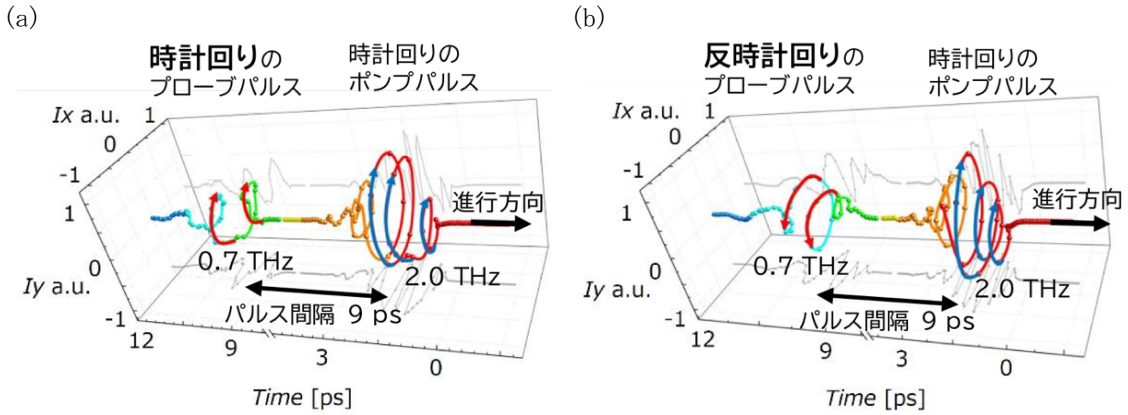 (a)
時計回りの
プローブパルス
時計回りの
ポンプパルス
Ix a.u.
1
0
-1
1
0
Iy a.u.
-1
12
9
3
0
Time [ps]
進行方向
0.7 THz
2.0 THz
パルス間隔 9 ps
(b)
反時計回りの
プローブパルス
時計回りの
ポンプパルス
Ix a.u.
1
0
-1
1
0
Iy a.u.
-1
12
9
3
0
Time [ps]
進行方向
0.7 THz
2.0 THz
パルス間隔 9 ps